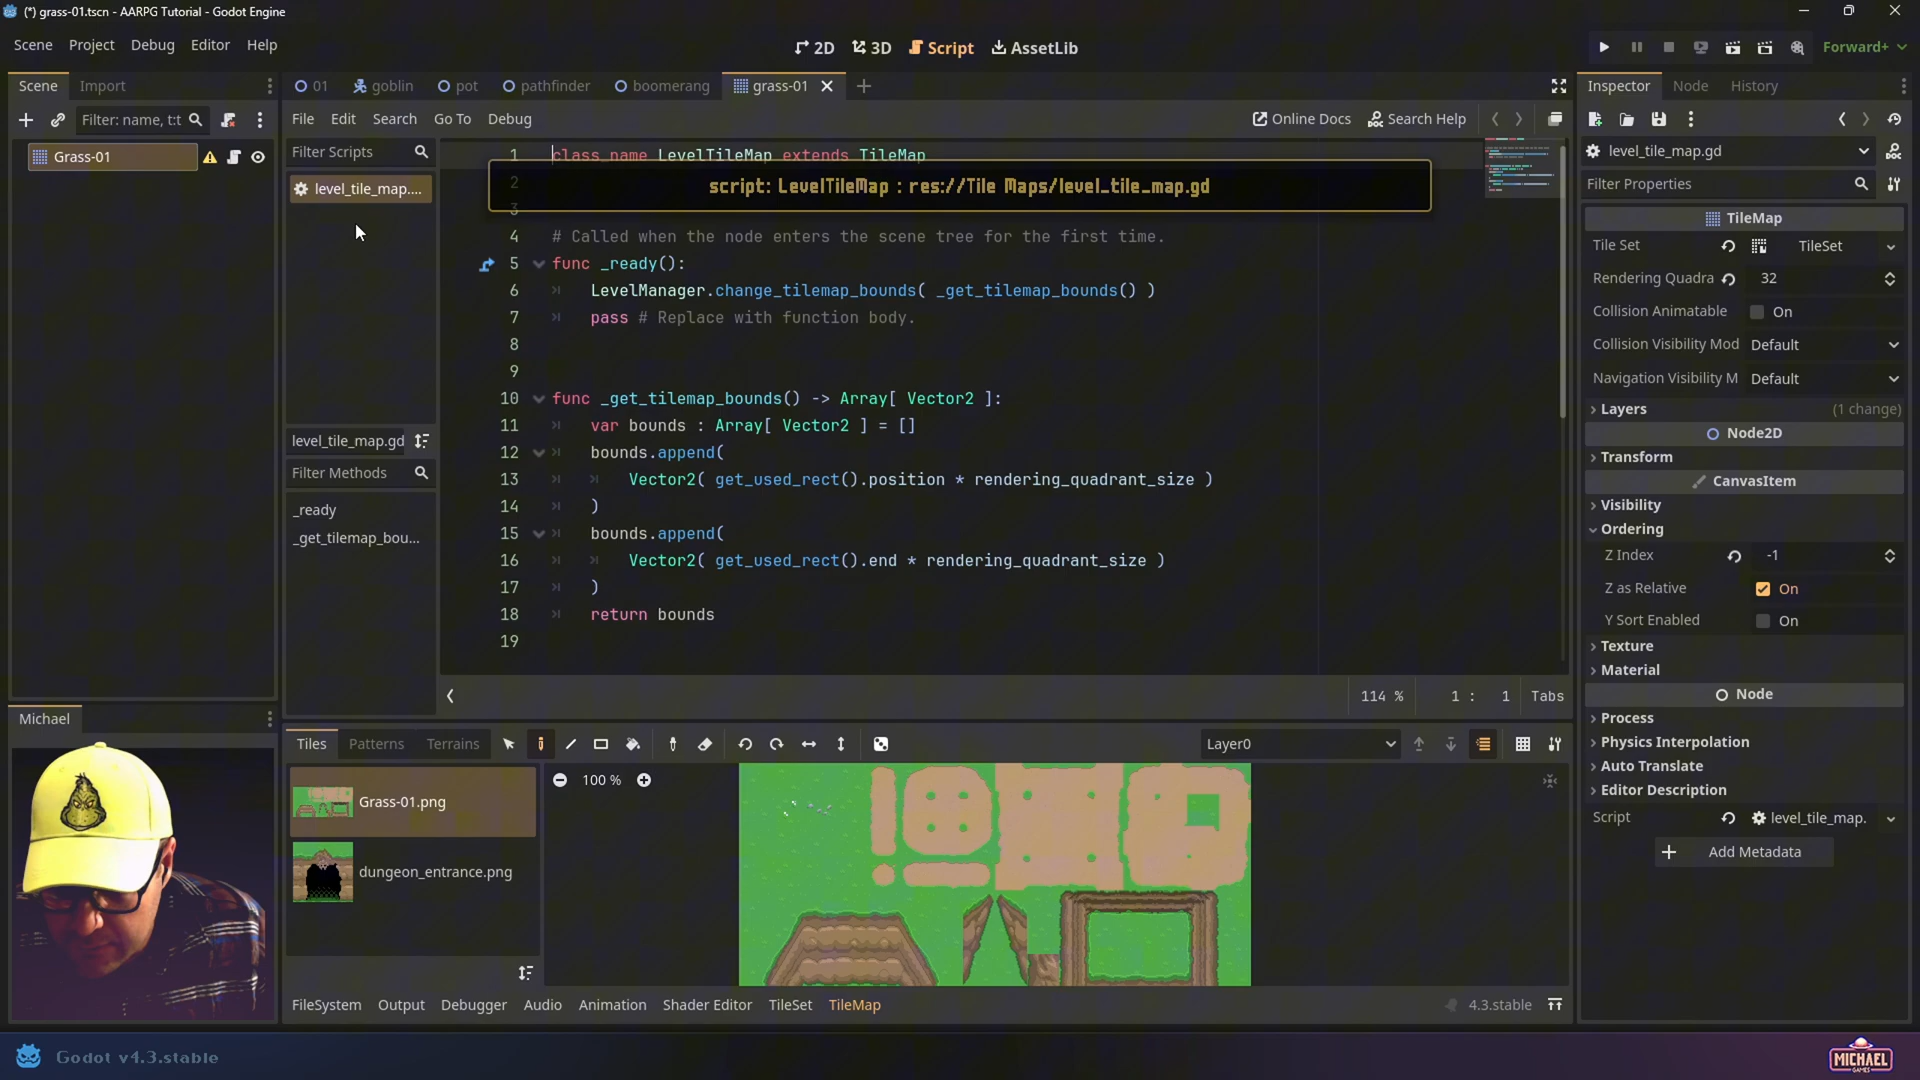 (*) grass-01.tscn - AARPG Tutorial - Godot Engine
Scene Project Debug Editor Help
2D 3D Script AssetLib
Forward+
Scene Import
01 goblin pot pathfinder boomerang grass-01
Inspector Node History
Filter: name, t:t
File Edit Search Go To Debug
Online Docs Search Help
Grass-01
Filter Scripts
level_tile_map....
level_tile_map.gd
Filter Methods
_ready
_get_tilemap_bou...
1 class_name LevelTileMap extends TileMap
2
script: LevelTileMap : res://Tile Maps/level_tile_map.gd
3
4 # Called when the node enters the scene tree for the first time.
5 func _ready():
6 LevelManager.change_tilemap_bounds( _get_tilemap_bounds() )
7 pass # Replace with function body.
8
9
10 func _get_tilemap_bounds() -> Array[ Vector2 ]:
11 var bounds : Array[ Vector2 ] = []
12 bounds.append(
13 Vector2( get_used_rect().position * rendering_quadrant_size )
14 )
15 bounds.append(
16 Vector2( get_used_rect().end * rendering_quadrant_size )
17 )
18 return bounds
19
114 % 1 : 1 Tabs
level_tile_map.gd
Filter Properties
TileMap
Tile Set TileSet
Rendering Quadra 32
Collision Animatable On
Collision Visibility Mod Default
Navigation Visibility M Default
Layers (1 change)
Node2D
Transform
CanvasItem
Visibility
Ordering
Z Index -1
Z as Relative On
Y Sort Enabled On
Texture
Material
Node
Process
Physics Interpolation
Auto Translate
Editor Description
Script level_tile_map.
Add Metadata
Michael
Tiles Patterns Terrains
Layer0
Grass-01.png
dungeon_entrance.png
100 %
FileSystem Output Debugger Audio Animation Shader Editor TileSet TileMap
4.3.stable
Godot v4.3.stable
MICHAEL
GAMES